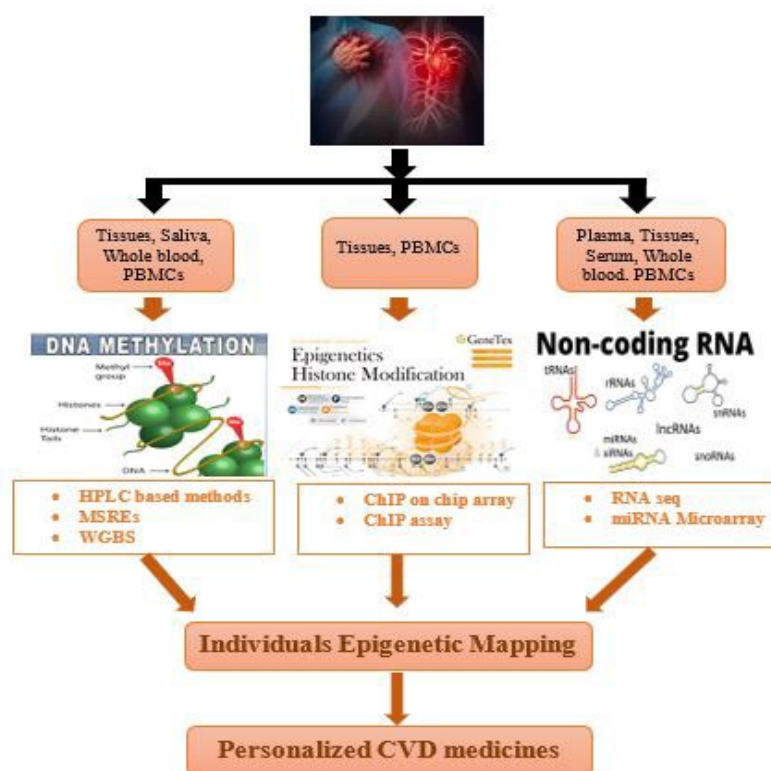 Tissues, Saliva,
Whole blood,
PBMCs
Tissues, PBMCs
Plasma, Tissues,
Serum, Whole
blood. PBMCs
DNA METHYLATION
Methyl
group
Me
Histones
Histone
Tails
Me
DNA
GeneTex
Epigenetics
Histone Modification
Non-coding RNA
tRNAs
rRNAs
snRNAs
lncRNAs
miRNAs
& siRNAs
snoRNAs
• HPLC based methods
• MSREs
• WGBS
• ChIP on chip array
• ChIP assay
• RNA seq
• miRNA Microarray
Individuals Epigenetic Mapping
Personalized CVD medicines